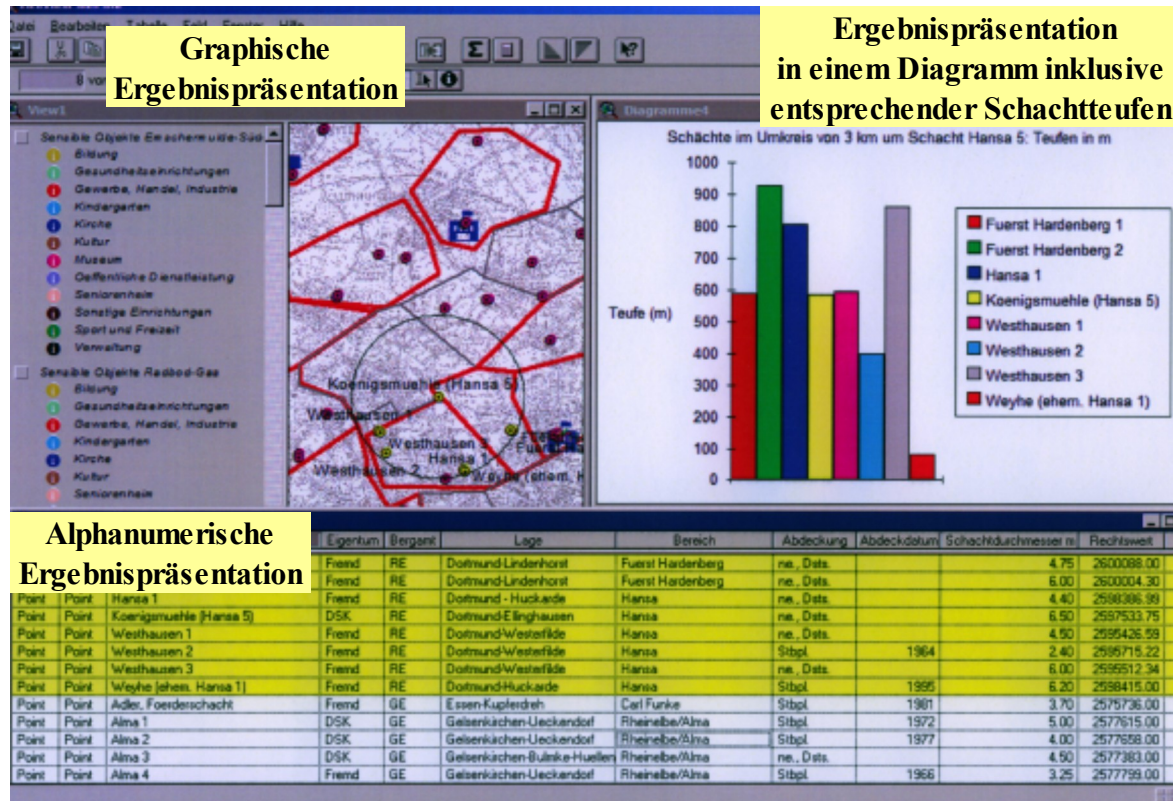 Graphische
Ergebnispräsentation
Ergebnispräsentation
in einem Diagramm inklusive
entsprechender Schachtteufen
Datei Bearbeiten Tabelle Feld Fenster Hilfe
8 von
View1
Sensible Objekte Emschermulde-Süd
Bildung
Gesundheitseinrichtungen
Gewerbe, Handel, Industrie
Kindergarten
Kirche
Kultur
Museum
Oeffentliche Dienstleistung
Seniorenheim
Sonstige Einrichtungen
Sport und Freizeit
Verwaltung
Sensible Objekte Radbod-Gas
Bildung
Gesundheitseinrichtungen
Gewerbe, Handel, Industrie
Kindergarten
Kirche
Kultur
Seniorenheim
Koenigsmuehle (Hansa 5)
Westhausen 1
Westhausen 3
Hansa 1
Westhausen 2
Weyhe (ehem. H
Diagramme4
Schächte im Umkreis von 3 km um Schacht Hansa 5: Teufen in m
1000
900
800
700
600
500
400
300
200
100
0
Teufe (m)
Fuerst Hardenberg 1
Fuerst Hardenberg 2
Hansa 1
Koenigsmuehle (Hansa 5)
Westhausen 1
Westhausen 2
Westhausen 3
Weyhe (ehem. Hansa 1)
Alphanumerische
Ergebnispräsentation
Eigentum Bergamt Lage Bereich Abdeckung Abdeckdatum Schachtdurchmesser m Rechtswert
Fremd RE Dortmund-Lindenhorst Fuerst Hardenberg ne., Dsts. 4.75 2600088.00
Fremd RE Dortmund-Lindenhorst Fuerst Hardenberg ne., Dsts. 6.00 2600004.30
Point Point Hansa 1 Fremd RE Dortmund - Huckarde Hansa ne., Dsts. 4.40 2598386.99
Point Point Koenigsmuehle (Hansa 5) DSK RE Dortmund-Ellinghausen Hansa ne., Dsts. 6.50 2597533.75
Point Point Westhausen 1 Fremd RE Dortmund-Westerfilde Hansa ne., Dsts. 4.50 2595426.59
Point Point Westhausen 2 Fremd RE Dortmund-Westerfilde Hansa Stbpl. 1964 2.40 2595715.22
Point Point Westhausen 3 Fremd RE Dortmund-Westerfilde Hansa ne., Dsts. 6.00 2595512.34
Point Point Weyhe (ehem. Hansa 1) Fremd RE Dortmund-Huckarde Hansa Stbpl. 1995 6.20 2598415.00
Point Point Adler, Foerderschacht Fremd GE Essen-Kupferdreh Carl Funke Stbpl. 1981 3.70 2575736.00
Point Point Alma 1 DSK GE Gelsenkirchen-Ueckendorf Rheinelbe/Alma Stbpl. 1972 5.00 2577615.00
Point Point Alma 2 DSK GE Gelsenkirchen-Ueckendorf Rheinelbe/Alma Stbpl. 1977 4.00 2577658.00
Point Point Alma 3 DSK GE Gelsenkirchen-Bulmke-Huellen Rheinelbe/Alma ne., Dsts. 4.50 2577383.00
Point Point Alma 4 Fremd GE Gelsenkirchen-Ueckendorf Rheinelbe/Alma Stbpl. 1966 3.25 2577799.00